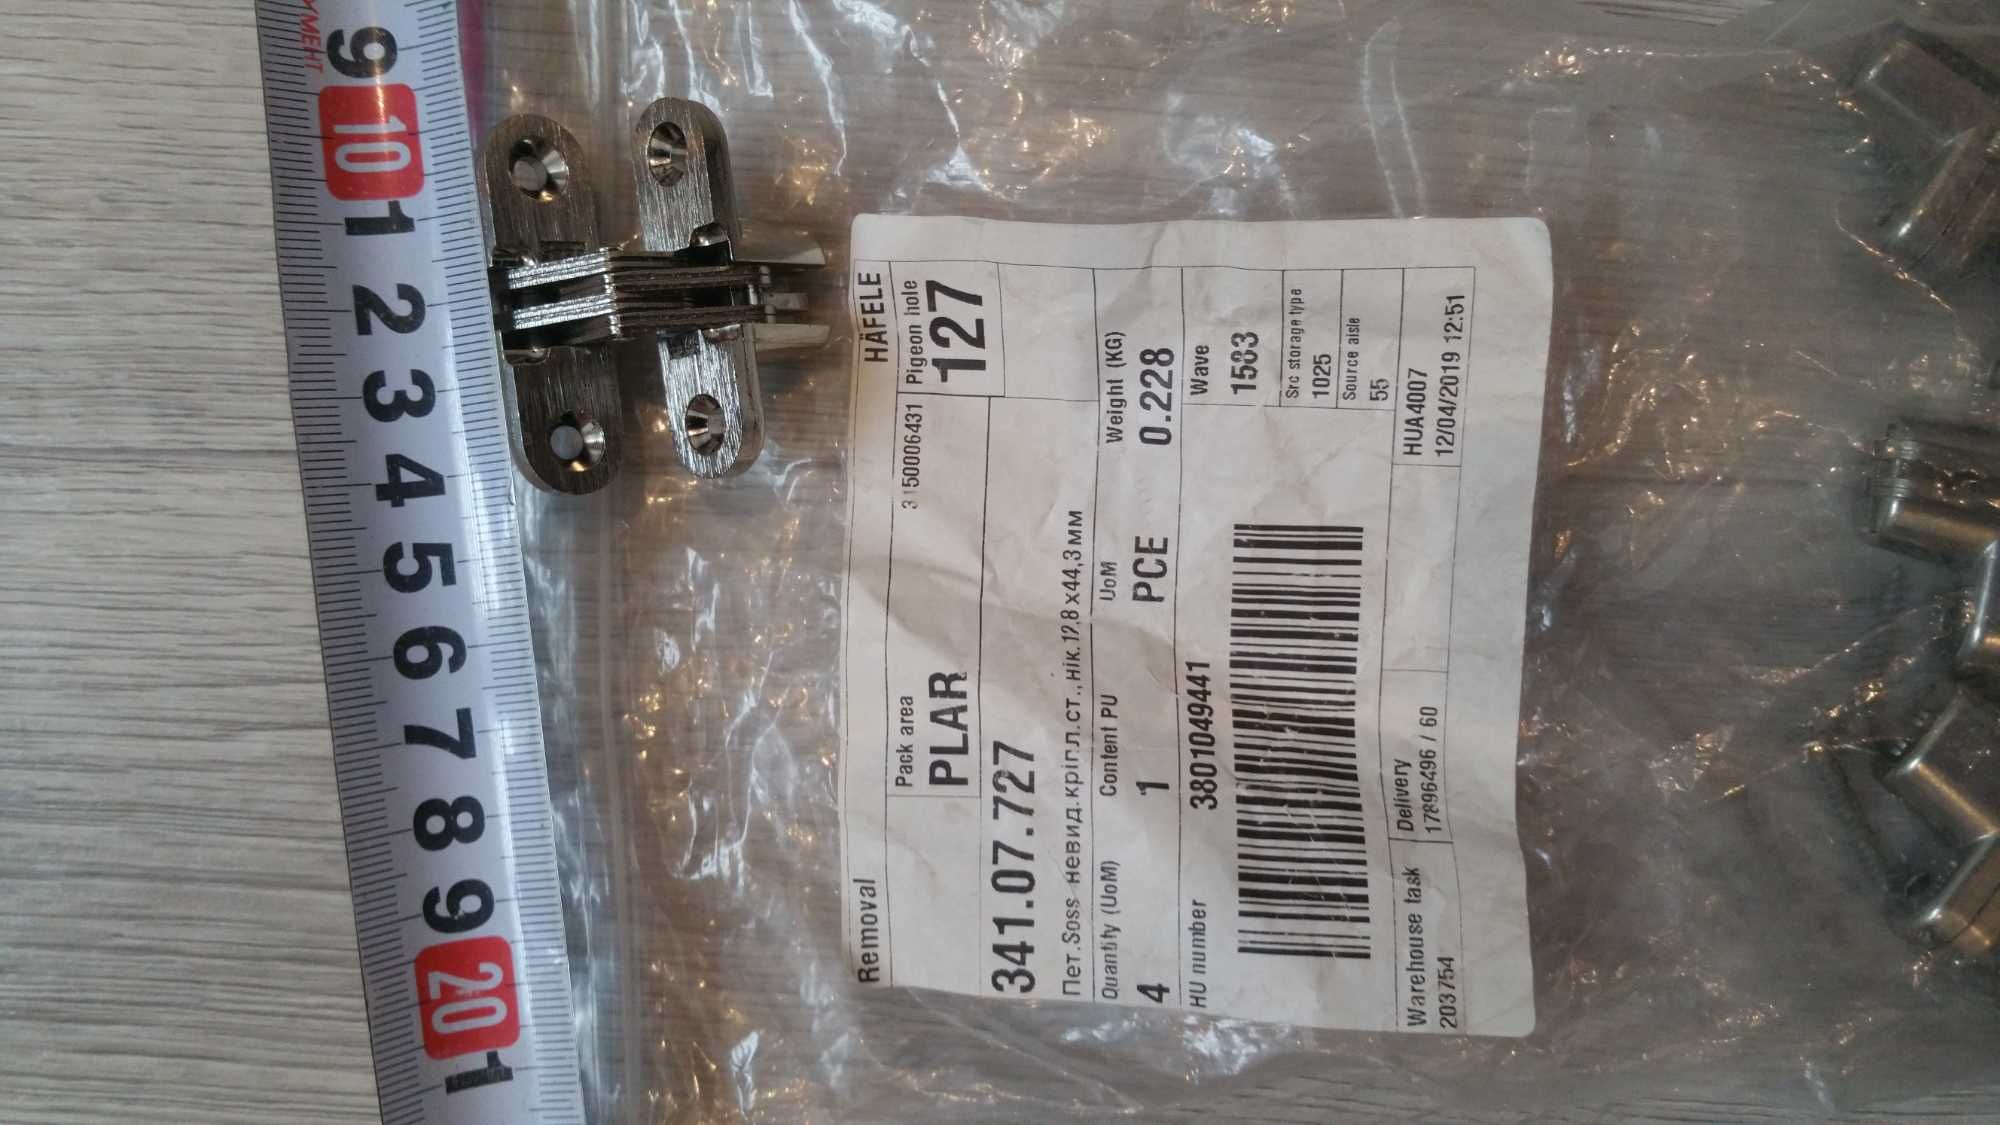 УМЕНТ
9 10 1 2 3 4 5 6 7 8 9 20 1
Removal
HÄFELE
Pack area
3150006431
Pigeon hole
PLAR
127
341.07.727
Пет.Soss невид.кріпл.ст.,нік.12,8x44,3мм
Quantity (UoM)
Content PU
UoM
Weight (KG)
4
1
PCE
0.228
HU number
3801049441
Wave
1583
Src storage type
1025
Source aisle
55
Warehouse task
203754
Delivery
17896496 / 60
HUA4007
12/04/2019 12:51